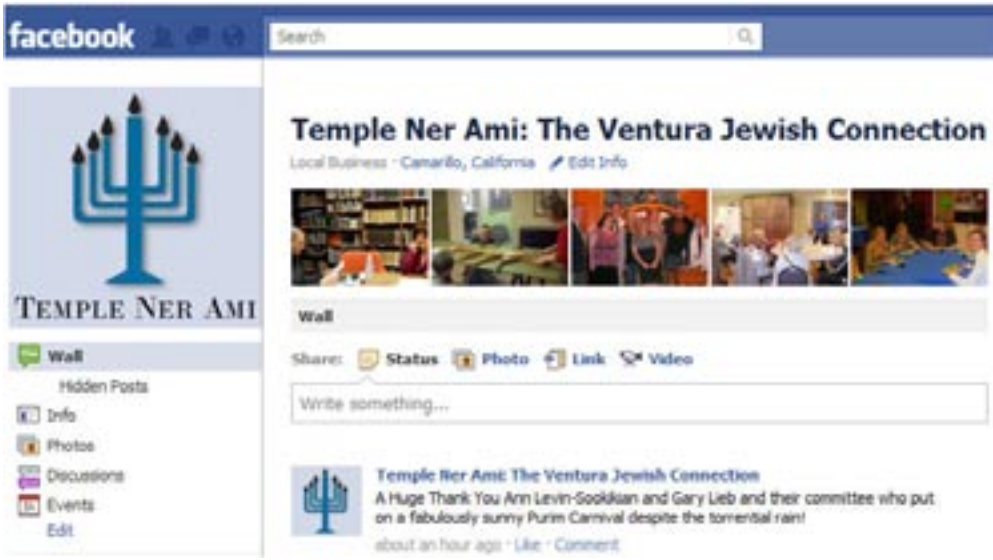 facebook
Search
TEMPLE NER AMI
Wall
Hidden Posts
Info
Photos
Discussions
Events
Edit
Temple Ner Ami: The Ventura Jewish Connection
Local Business · Camarillo, California Edit Info
Wall
Share: Status Photo Link Video
Write something...
Temple Ner Ami: The Ventura Jewish Connection
A Huge Thank You Ann Levin-Sookikian and Gary Lieb and their committee who put
on a fabulously sunny Purim Carnival despite the torrential rain!
about an hour ago · Like · Comment